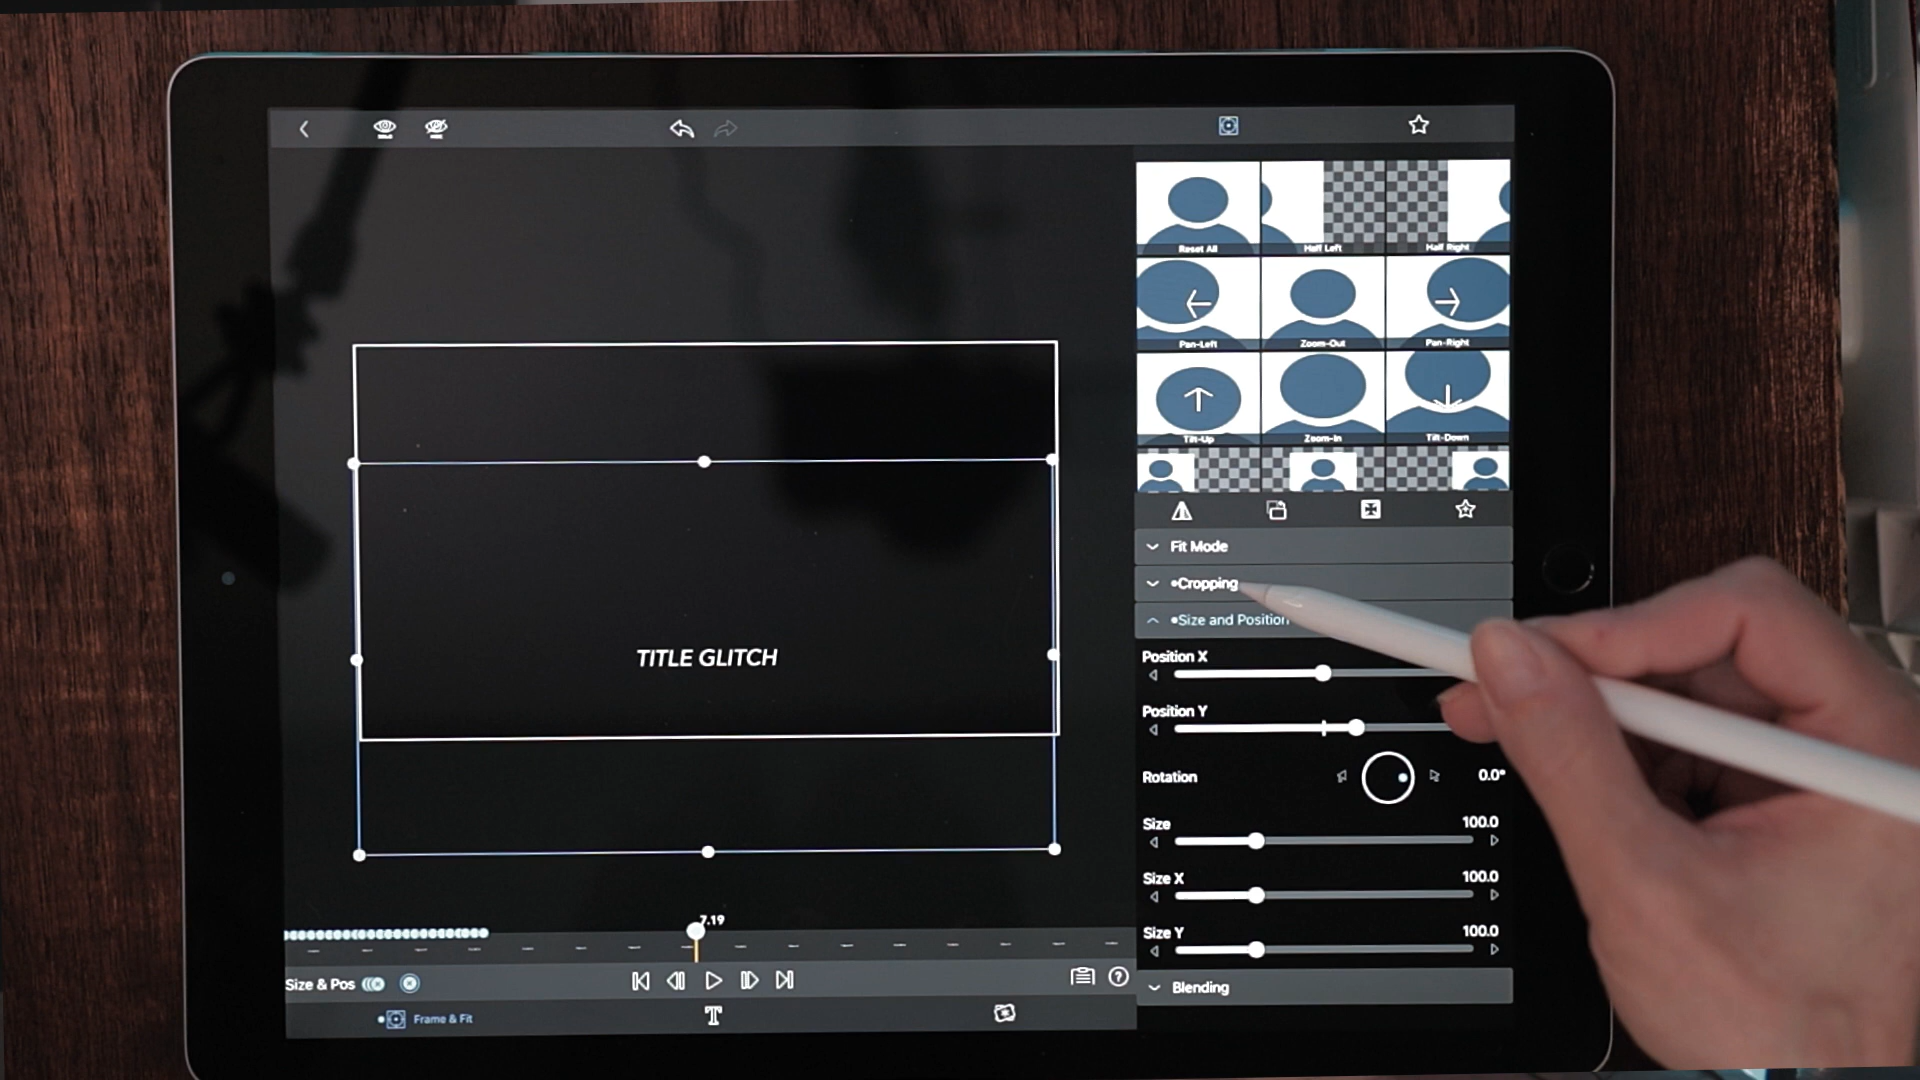 Reset All
Half Left
Half Right
Pan-Left
Zoom-Out
Pan-Right
Tilt-Up
Zoom-In
Tilt-Down
Fit Mode
Cropping
Size and Position
Position X
Position Y
Rotation
0.0°
Size
100.0
Size X
100.0
Size Y
100.0
Blending
TITLE GLITCH
7.19
Size & Pos
Frame & Fit
T